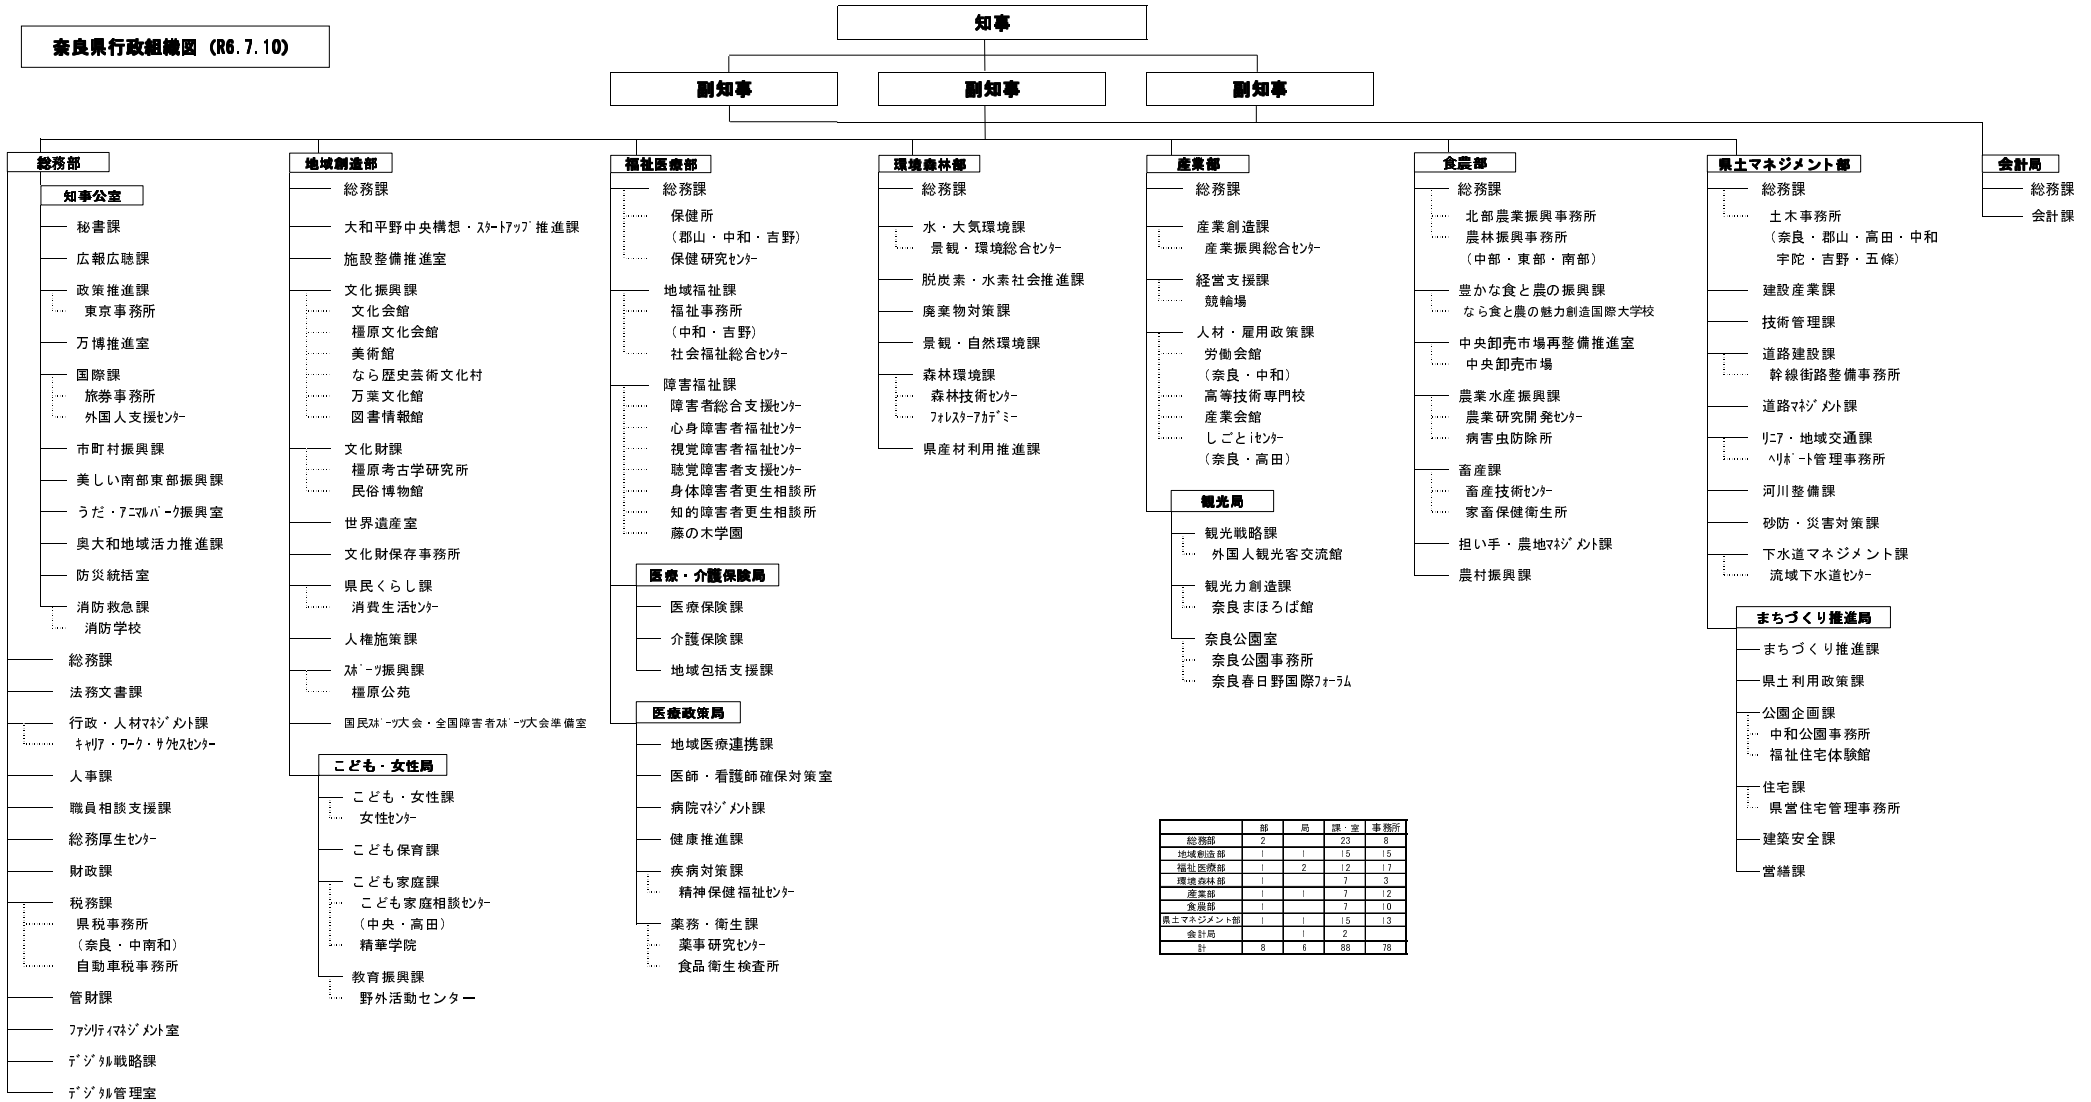 奈良県行政組織図 (R6.7.10)
知事
副知事
副知事
副知事
総務部
知事公室
秘書課
広報広聴課
政策推進課
東京事務所
万博推進室
国際課
旅券事務所
外国人支援ｾﾝﾀｰ
市町村振興課
美しい南部東部振興課
うだ・ｱﾆﾏﾙﾊﾟｰｸ振興室
奥大和地域活力推進課
防災統括室
消防救急課
消防学校
総務課
法務文書課
行政・人材ﾏﾈｼﾞﾒﾝﾄ課
ｷｬﾘｱ・ﾜｰｸ・ｻｸｾｽｾﾝﾀｰ
人事課
職員相談支援課
総務厚生ｾﾝﾀｰ
財政課
税務課
県税事務所
(奈良・中南和)
自動車税事務所
管財課
ﾌｧｼﾘﾃｨﾏﾈｼﾞﾒﾝﾄ室
ﾃﾞｼﾞﾀﾙ戦略課
ﾃﾞｼﾞﾀﾙ管理室
地域創造部
総務課
大和平野中央構想・ｽﾀｰﾄｱｯﾌﾟ推進課
施設整備推進室
文化振興課
文化会館
橿原文化会館
美術館
なら歴史芸術文化村
万葉文化館
図書情報館
文化財課
橿原考古学研究所
民俗博物館
世界遺産室
文化財保存事務所
県民くらし課
消費生活ｾﾝﾀｰ
人権施策課
ｽﾎﾟｰﾂ振興課
橿原公苑
国民ｽﾎﾟｰﾂ大会・全国障害者ｽﾎﾟｰﾂ大会準備室
こども・女性局
こども・女性課
女性ｾﾝﾀｰ
こども保育課
こども家庭課
こども家庭相談ｾﾝﾀｰ
(中央・高田)
精華学院
教育振興課
野外活動センター
福祉医療部
総務課
保健所
(郡山・中和・吉野)
保健研究ｾﾝﾀｰ
地域福祉課
福祉事務所
(中和・吉野)
社会福祉総合ｾﾝﾀｰ
障害福祉課
障害者総合支援ｾﾝﾀｰ
心身障害者福祉ｾﾝﾀｰ
視覚障害者福祉ｾﾝﾀｰ
聴覚障害者支援ｾﾝﾀｰ
身体障害者更生相談所
知的障害者更生相談所
藤の木学園
医療・介護保険局
医療保険課
介護保険課
地域包括支援課
医療政策局
地域医療連携課
医師・看護師確保対策室
病院ﾏﾈｼﾞﾒﾝﾄ課
健康推進課
疾病対策課
精神保健福祉ｾﾝﾀｰ
薬務・衛生課
薬事研究ｾﾝﾀｰ
食品衛生検査所
環境森林部
総務課
水・大気環境課
景観・環境総合ｾﾝﾀｰ
脱炭素・水素社会推進課
廃棄物対策課
景観・自然環境課
森林環境課
森林技術ｾﾝﾀｰ
ﾌｫﾚｽﾀｰｱｶﾃﾞﾐｰ
県産材利用推進課
産業部
総務課
産業創造課
産業振興総合ｾﾝﾀｰ
経営支援課
競輪場
人材・雇用政策課
労働会館
(奈良・中和)
高等技術専門校
産業会館
しごとiｾﾝﾀｰ
(奈良・高田)
観光局
観光戦略課
外国人観光客交流館
観光力創造課
奈良まほろば館
奈良公園室
奈良公園事務所
奈良春日野国際ﾌｫｰﾗﾑ
食農部
総務課
北部農業振興事務所
農林振興事務所
(中部・東部・南部)
豊かな食と農の振興課
なら食と農の魅力創造国際大学校
中央卸売市場再整備推進室
中央卸売市場
農業水産振興課
農業研究開発ｾﾝﾀｰ
病害虫防除所
畜産課
畜産技術ｾﾝﾀｰ
家畜保健衛生所
担い手・農地ﾏﾈｼﾞﾒﾝﾄ課
農村振興課
県土マネジメント部
総務課
土木事務所
(奈良・郡山・高田・中和
宇陀・吉野・五條)
建設産業課
技術管理課
道路建設課
幹線街路整備事務所
道路ﾏﾈｼﾞﾒﾝﾄ課
ﾘﾆｱ・地域交通課
ﾍﾘﾎﾟｰﾄ管理事務所
河川整備課
砂防・災害対策課
下水道マネジメント課
流域下水道ｾﾝﾀｰ
まちづくり推進局
まちづくり推進課
県土利用政策課
公園企画課
中和公園事務所
福祉住宅体験館
住宅課
県営住宅管理事務所
建築安全課
営繕課
会計局
総務課
会計課
部 局 課・室 事務所
総務部 2 23 8
地域創造部 1 1 15 15
福祉医療部 1 2 12 17
環境森林部 1 7 3
産業部 1 1 7 12
食農部 1 7 10
県土マネジメント部 1 1 15 13
会計局 1 2
計 8 6 88 78